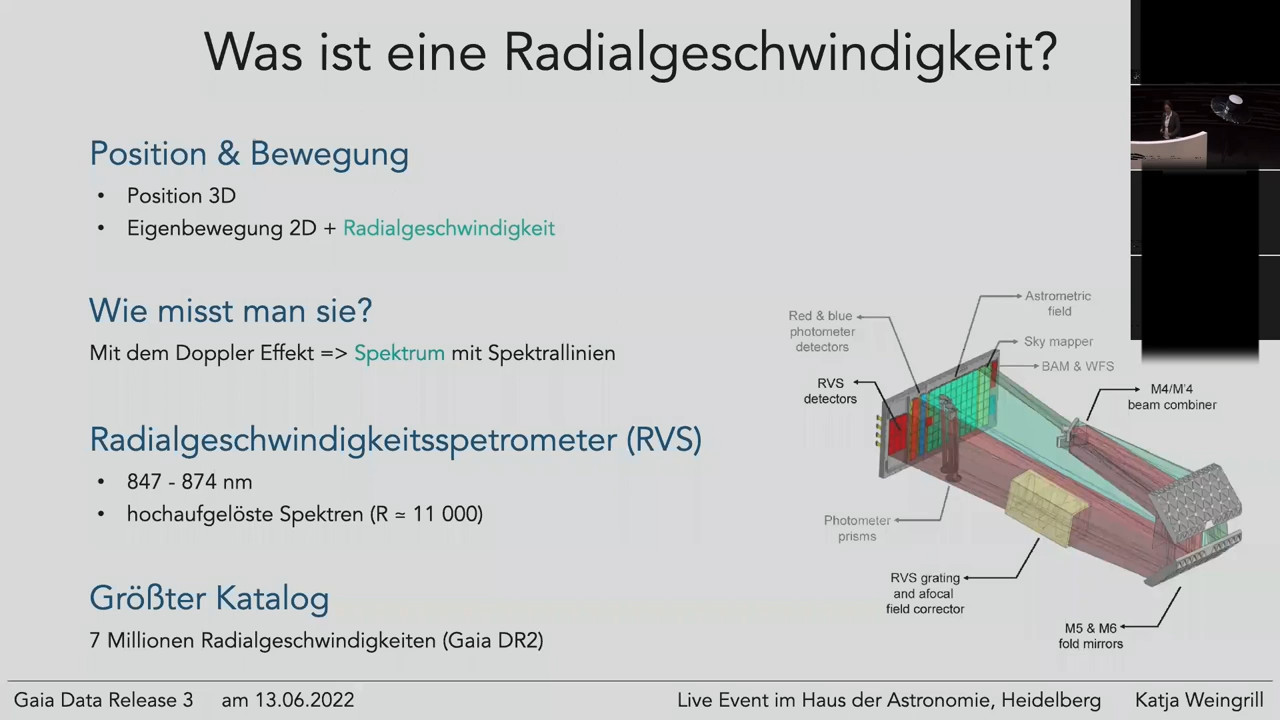 Was ist eine Radialgeschwindigkeit?
Position & Bewegung
• Position 3D
• Eigenbewegung 2D + Radialgeschwindigkeit
Wie misst man sie?
Mit dem Doppler Effekt => Spektrum mit Spektrallinien
Radialgeschwindigkeitsspetrometer (RVS)
• 847 - 874 nm
• hochaufgelöste Spektren (R ≃ 11 000)
Größter Katalog
7 Millionen Radialgeschwindigkeiten (Gaia DR2)
Astrometric
field
Red & blue
photometer
detectors
Sky mapper
BAM & WFS
RVS
detectors
M4/M'4
beam combiner
Photometer
prisms
RVS grating
and afocal
field corrector
M5 & M6
fold mirrors
Gaia Data Release 3 am 13.06.2022 Live Event im Haus der Astronomie, Heidelberg Katja Weingrill